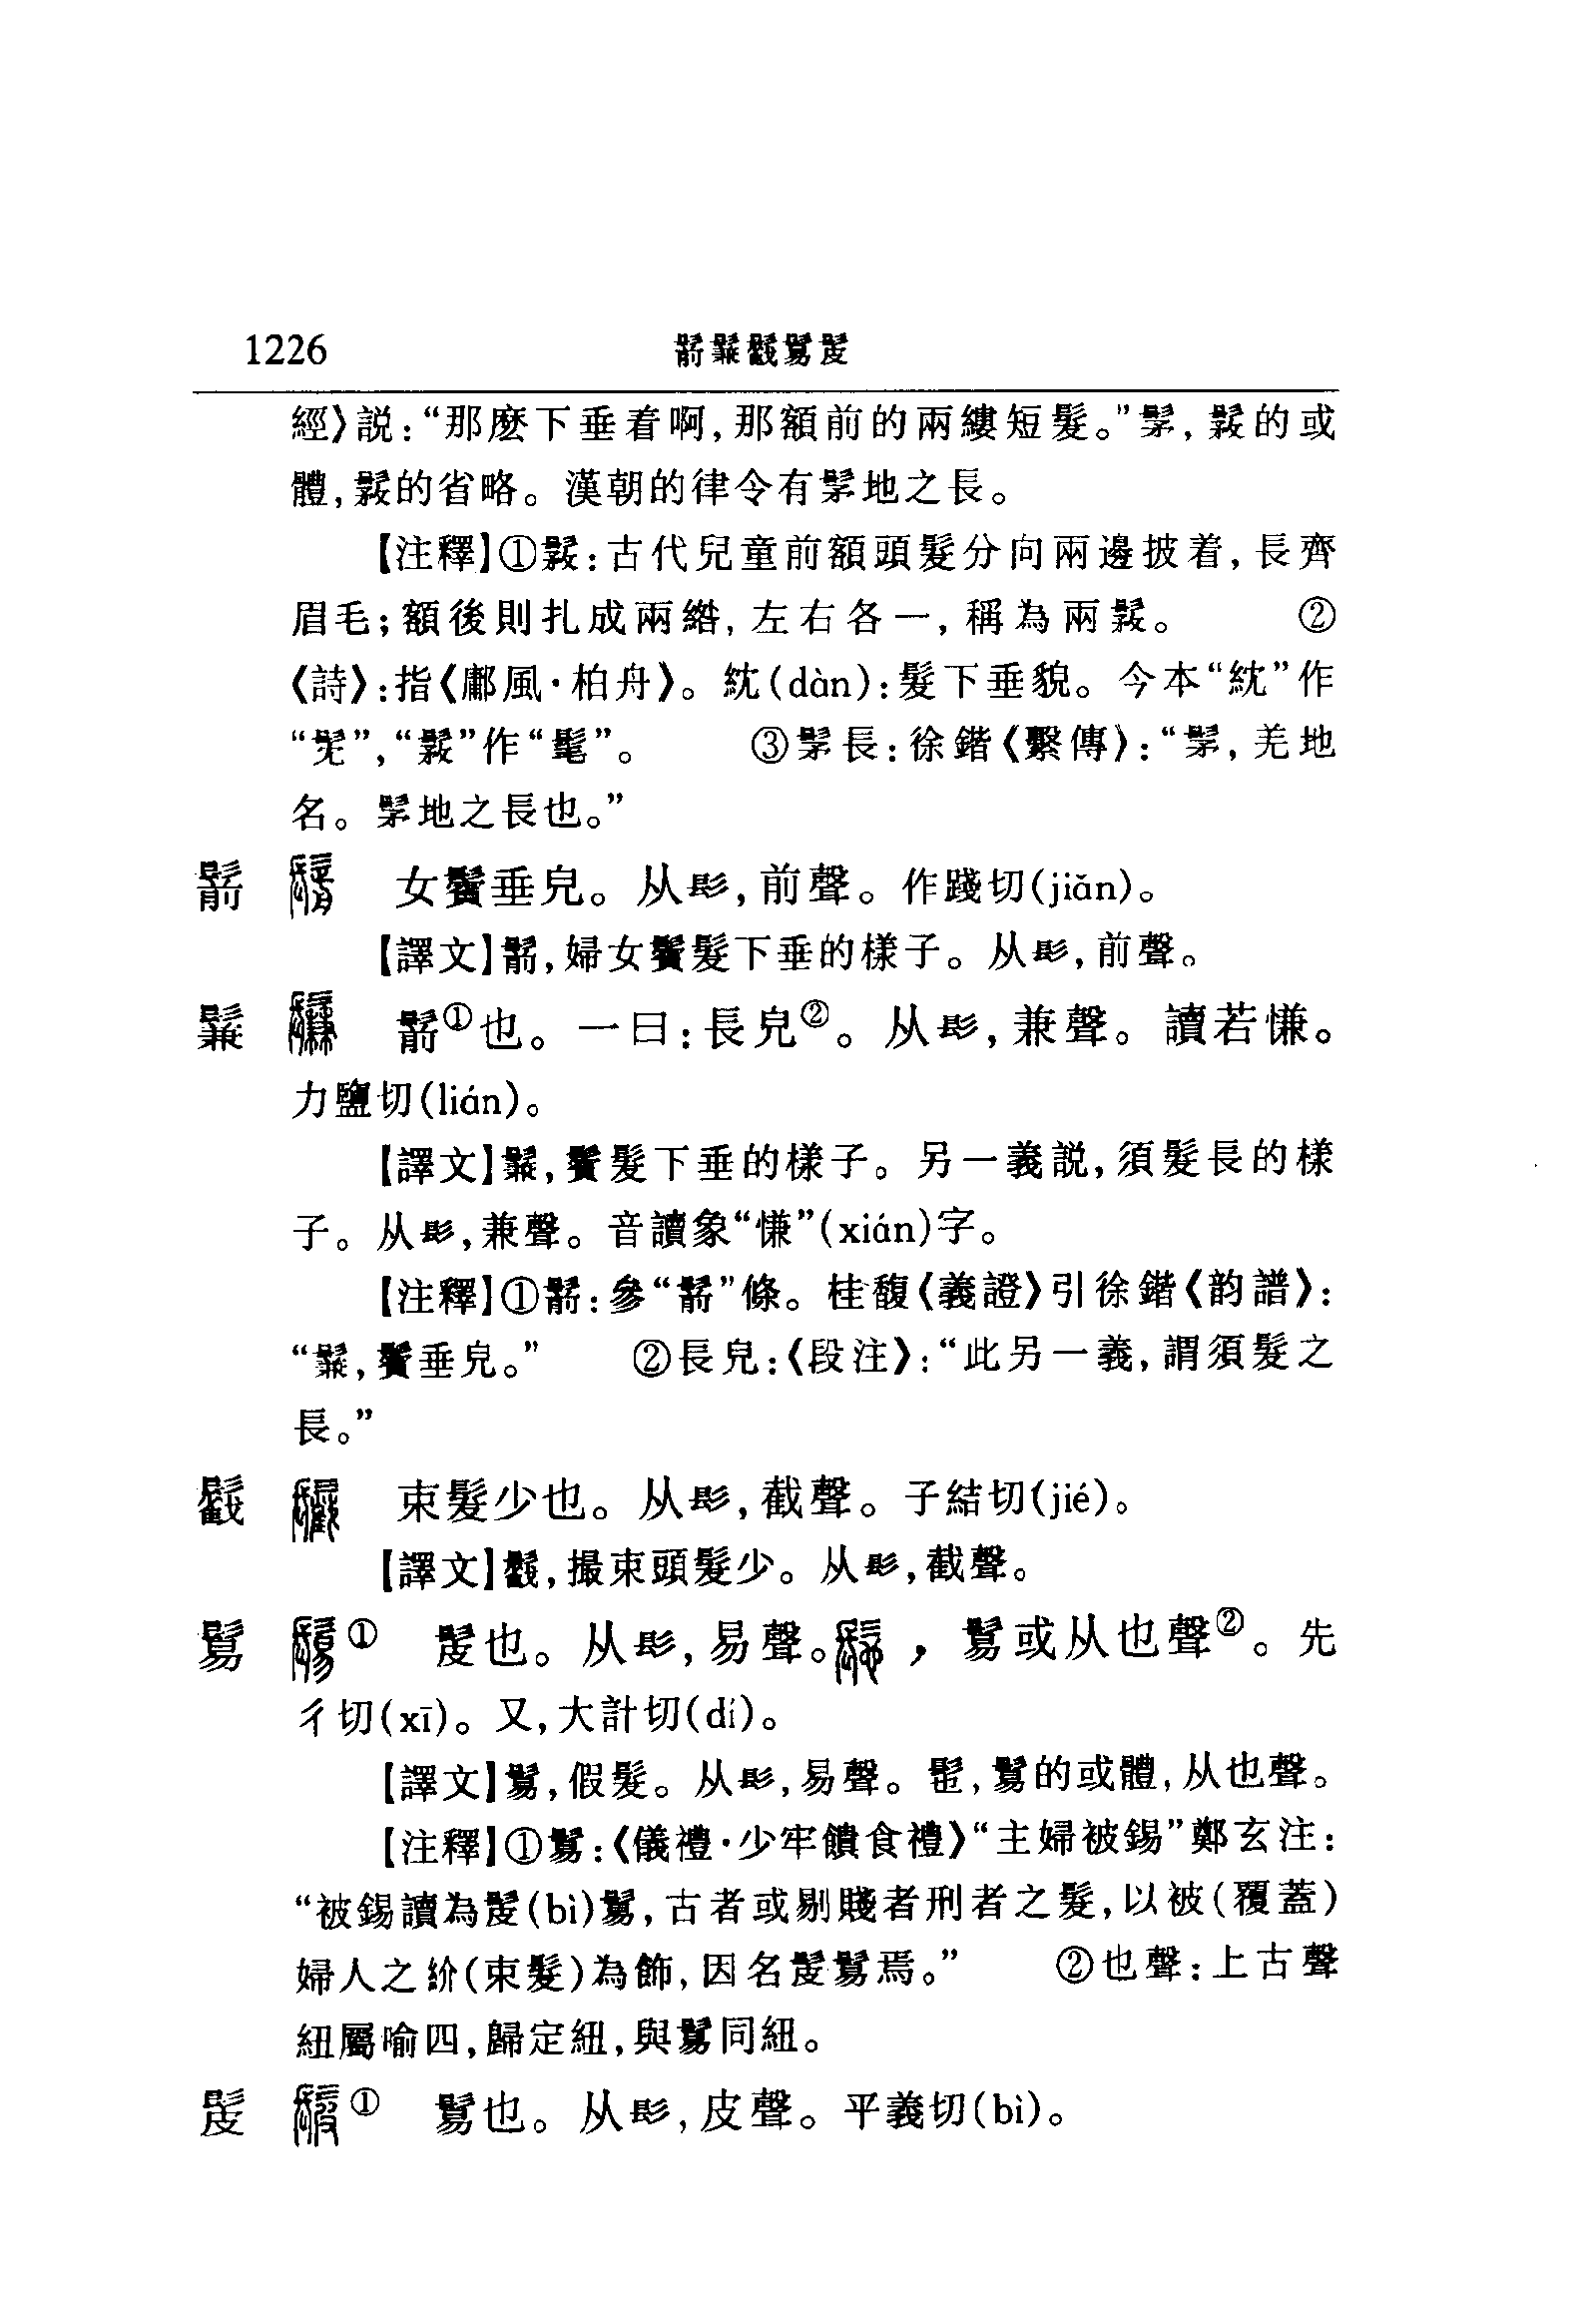 1226 鬋鬑䰏鬄髲
經〉説：“那麽下垂着啊，那額前的兩縷短髮。”髳，鬏的或
體，的省略。漢朝的律令有髳地之長。
【注釋】①：古代兒童前額頭髮分向兩邊披着，長齊
眉毛；額後則扎成兩綹，左右各一，稱為兩。 ②
〈詩〉：指〈鄘風·柏舟〉。紞(dàn)：髮下垂貌。今本“紞”作
“髧”，“”作“髦”。 ③髳長：徐鍇〈繫傳〉：“髳，羌地
名。髳地之長也。”
鬋 女鬢垂皃。从髟，前聲。作踐切(jiǎn)。
【譯文】鬋，婦女鬢髮下垂的樣子。从髟，前聲。
鬑 鬋①也。一曰：長皃②。从髟，兼聲。讀若慊。
力鹽切(lián)。
【譯文】鬑，鬢髮下垂的樣子。另一義説，須髮長的樣
子。从髟，兼聲。音讀象“慊”(xián)字。
【注釋】①鬋：參“鬋”條。桂馥〈義證〉引徐鍇〈韵譜〉：
“鬑，鬢垂皃。” ②長皃：〈段注〉：“此另一義，謂須髮之
長。”
䰏 束髮少也。从髟，截聲。子結切(jié)。
【譯文】䰏，撮束頭髮少。从髟，截聲。
鬄 ① 髲也。从髟，易聲。，鬄或从也聲②。先
彳切(xī)。又，大計切(dí)。
【譯文】鬄，假髮。从髟，易聲。髢，鬄的或體，从也聲。
【注釋】①鬄：〈儀禮·少牢饋食禮〉“主婦被錫”鄭玄注：
“被錫讀為髲(bì)鬄，古者或剔賤者刑者之髮，以被(覆蓋)
婦人之紒(束髮)為飾，因名髲鬄焉。” ②也聲：上古聲
紐屬喻四，歸定紐，與鬄同紐。
髲 ① 鬄也。从髟，皮聲。平義切(bì)。